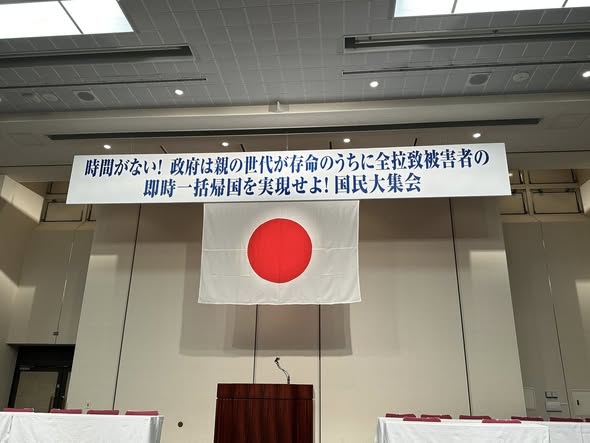 時間がない！政府は親の世代が存命のうちに全拉致被害者の
即時一括帰国を実現せよ！国民大集会